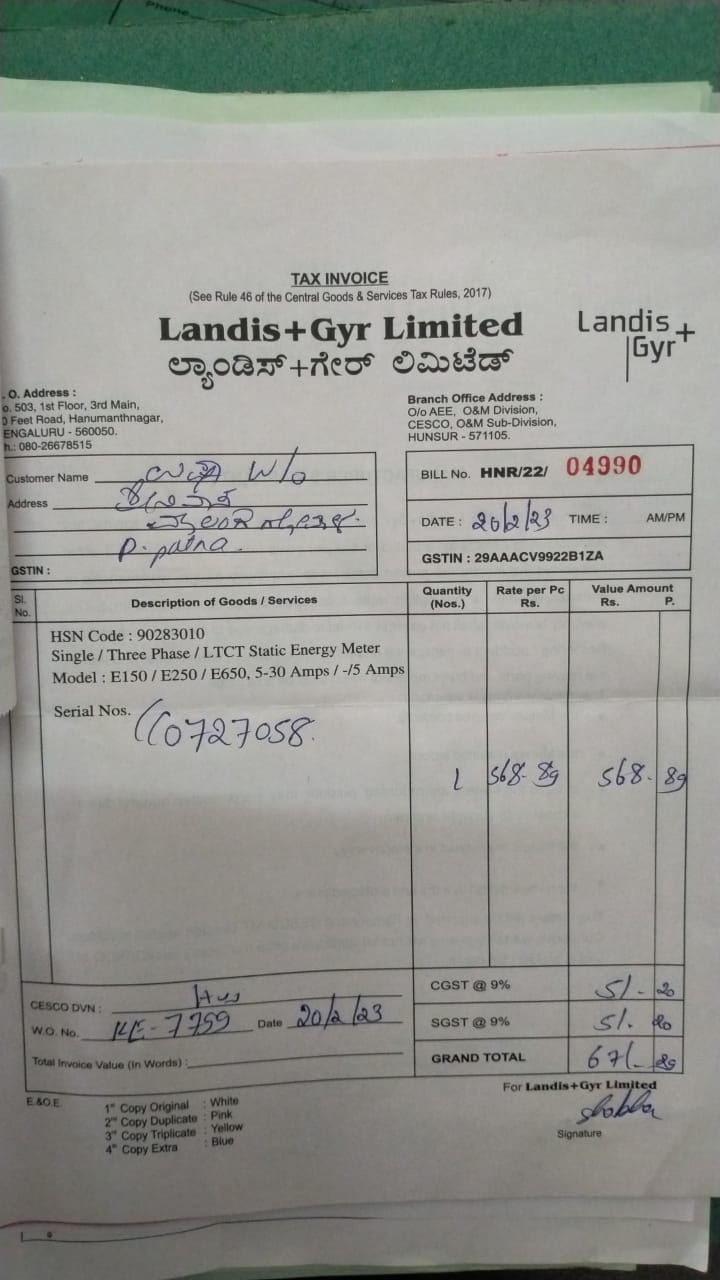 TAX INVOICE
(See Rule 46 of the Central Goods & Services Tax Rules, 2017)
Landis+Gyr Limited
ಲ್ಯಾಂಡಿಸ್+ಗೇರ್ ಲಿಮಿಟೆಡ್
Landis
Gyr+
. O. Address :
o. 503, 1st Floor, 3rd Main,
0 Feet Road, Hanumanthnagar,
ENGALURU - 560050.
h.: 080-26678515
Branch Office Address :
O/o AEE, O&M Division,
CESCO, O&M Sub-Division,
HUNSUR - 571105.
Customer Name W/o
Address
P. patna.
GSTIN :
BILL No. HNR/22/ 04990
DATE : 20/2/23 TIME : AM/PM
GSTIN : 29AAACV9922B1ZA
Sl. No. Description of Goods / Services Quantity (Nos.) Rate per Pc Rs. Value Amount Rs. P.
HSN Code : 90283010
Single / Three Phase / LTCT Static Energy Meter
Model : E150 / E250 / E650, 5-30 Amps / -/5 Amps
Serial Nos. 0727058.
1 568. 89 568. 89
CESCO DVN : Hus
W.O. No. KE-7759 Date 20/2/23
Total Invoice Value (In Words) :
CGST @ 9% 51. 20
SGST @ 9% 51. 20
GRAND TOTAL 671. 29
E.&O.E.
1st Copy Original : White
2nd Copy Duplicate : Pink
3rd Copy Triplicate : Yellow
4th Copy Extra : Blue
For Landis+Gyr Limited
Signature